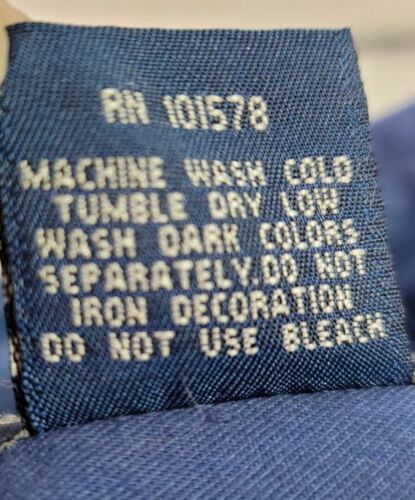 RN 101578
MACHINE WASH COLD
TUMBLE DRY LOW
WASH DARK COLORS
SEPARATELY.DO NOT
IRON DECORATION
DO NOT USE BLEACH